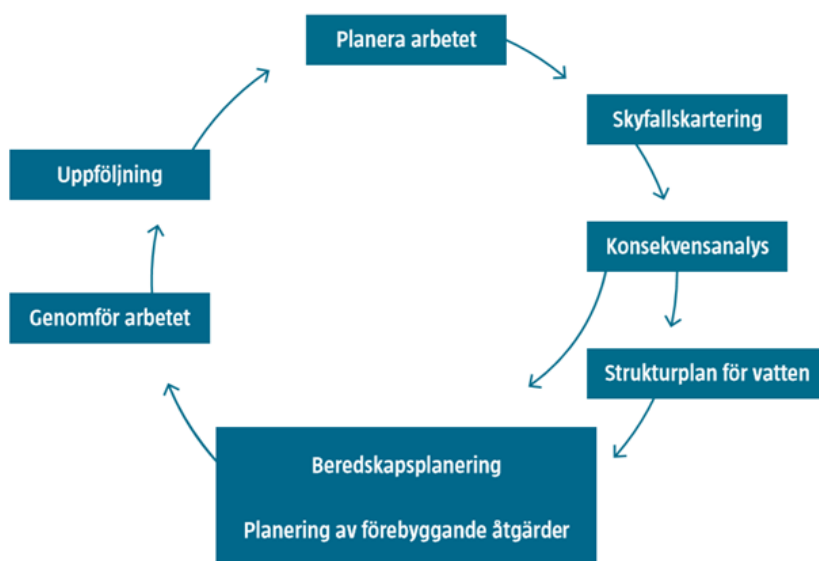 Planera arbetet
Skyfallskartering
Konsekvensanalys
Strukturplan för vatten
Beredskapsplanering
Planering av förebyggande åtgärder
Genomför arbetet
Uppföljning